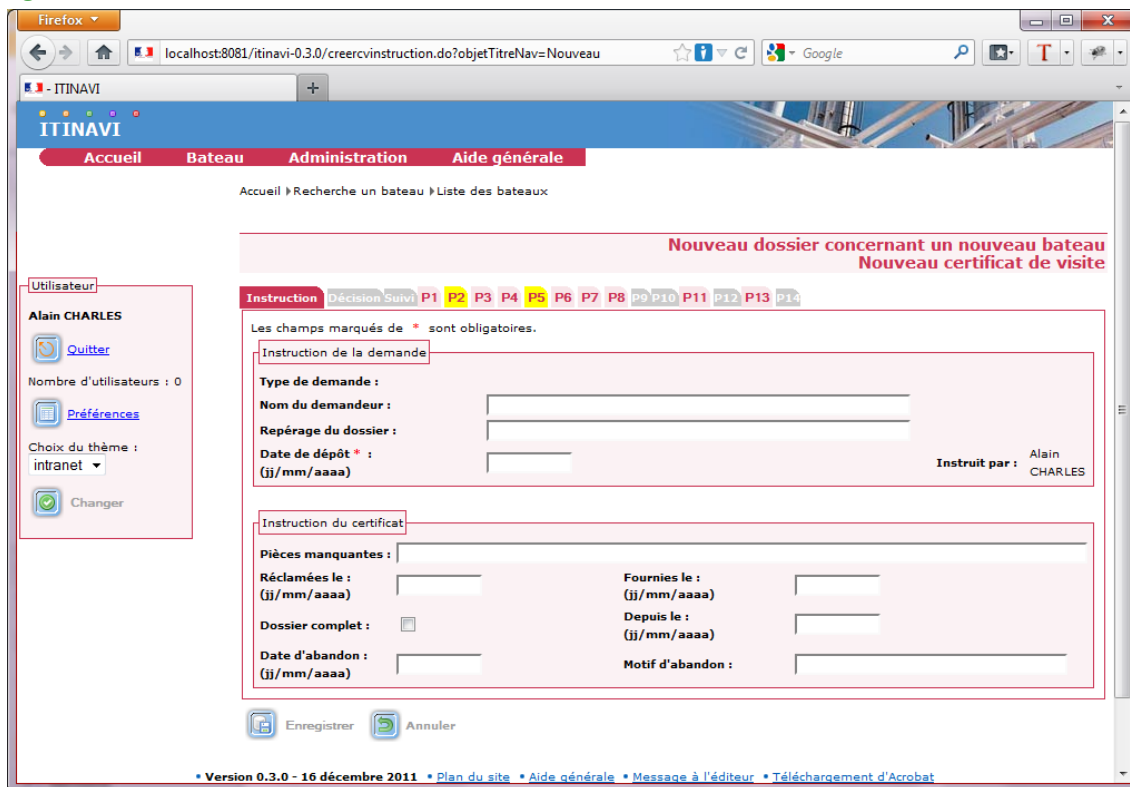 Firefox
localhost:8081/itinavi-0.3.0/creercvinstruction.do?objetTitreNav=Nouveau
Google
- ITINAVI
ITINAVI
Accueil Bateau Administration Aide générale
Accueil Recherche un bateau Liste des bateaux
Nouveau dossier concernant un nouveau bateau
Nouveau certificat de visite
Utilisateur
Alain CHARLES
Quitter
Nombre d'utilisateurs : 0
Préférences
Choix du thème :
intranet
Changer
Instruction Décision Suivi P1 P2 P3 P4 P5 P6 P7 P8 P9 P10 P11 P12 P13 P14
Les champs marqués de * sont obligatoires.
Instruction de la demande
Type de demande :
Nom du demandeur :
Repérage du dossier :
Date de dépôt * :
(jj/mm/aaaa)
Instruit par : Alain
CHARLES
Instruction du certificat
Pièces manquantes :
Réclamées le :
(jj/mm/aaaa)
Fournies le :
(jj/mm/aaaa)
Dossier complet :
Depuis le :
(jj/mm/aaaa)
Date d'abandon :
(jj/mm/aaaa)
Motif d'abandon :
Enregistrer Annuler
• Version 0.3.0 - 16 décembre 2011 • Plan du site • Aide générale • Message à l'éditeur • Téléchargement d'Acrobat